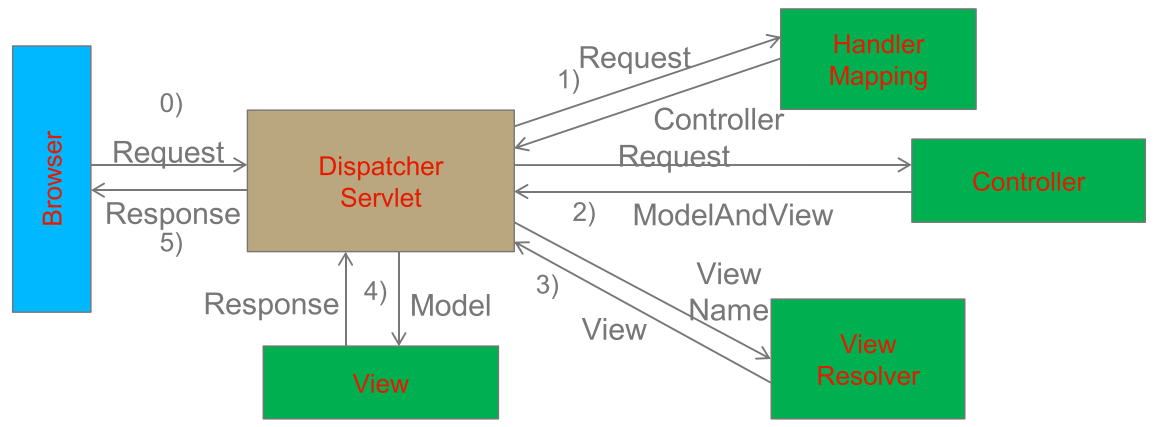 Browser
0)
Request
Response
5)
Dispatcher
Servlet
1)
Request
Controller
Handler
Mapping
Request
2)
ModelAndView
Controller
3)
View
Name
View
View
Resolver
Response
4)
Model
View